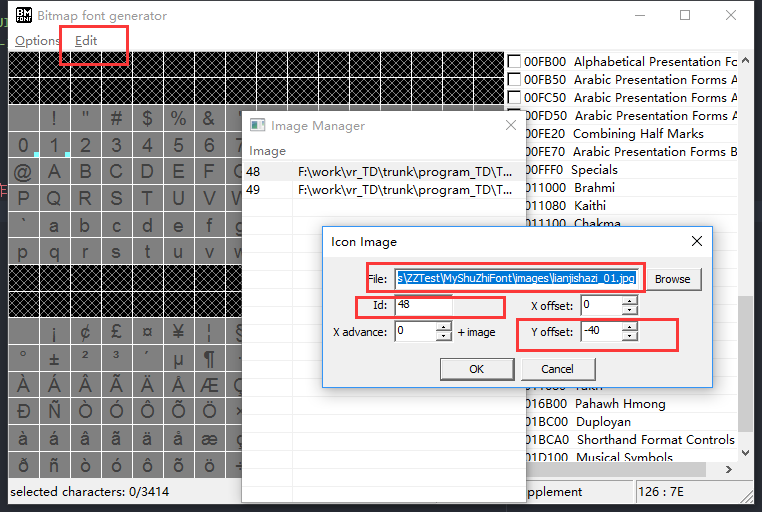 BM FONT Bitmap font generator
Options Edit
! " # $ % & '
0 1 2 3 4 5 6 7
@ A B C D E F G
P Q R S T U V W
` a b c d e f g
p q r s t u v w
¡ ¢ £ ¤ ¥ ¦ §
° ± ² ³ ´ µ ¶ ·
À Á Â Ã Ä Å Æ Ç
Ð Ñ Ò Ó Ô Õ Ö ×
à á â ã ä å æ ç
ð ñ ò ó ô õ ö ÷
selected characters: 0/3414
Image Manager
Image
48 F:\work\vr_TD\trunk\program_TD\T...
49 F:\work\vr_TD\trunk\program_TD\T...
Icon Image
File: s\ZZTest\MyShuZhiFont\images\lianjishazi_01.jpg Browse
Id: 48 X offset: 0
X advance: 0 + image Y offset: -40
OK Cancel
00FB00 Alphabetical Presentation Fo
00FB50 Arabic Presentation Forms A
00FC50 Arabic Presentation Forms A
00FD50 Arabic Presentation Forms A
00FE20 Combining Half Marks
00FE70 Arabic Presentation Forms B
00FFF0 Specials
011000 Brahmi
011080 Kaithi
011100 Chakma
016B00 Pahawh Hmong
01BC00 Duployan
01BCA0 Shorthand Format Controls
01D100 Musical Symbols
pplement 126 : 7E